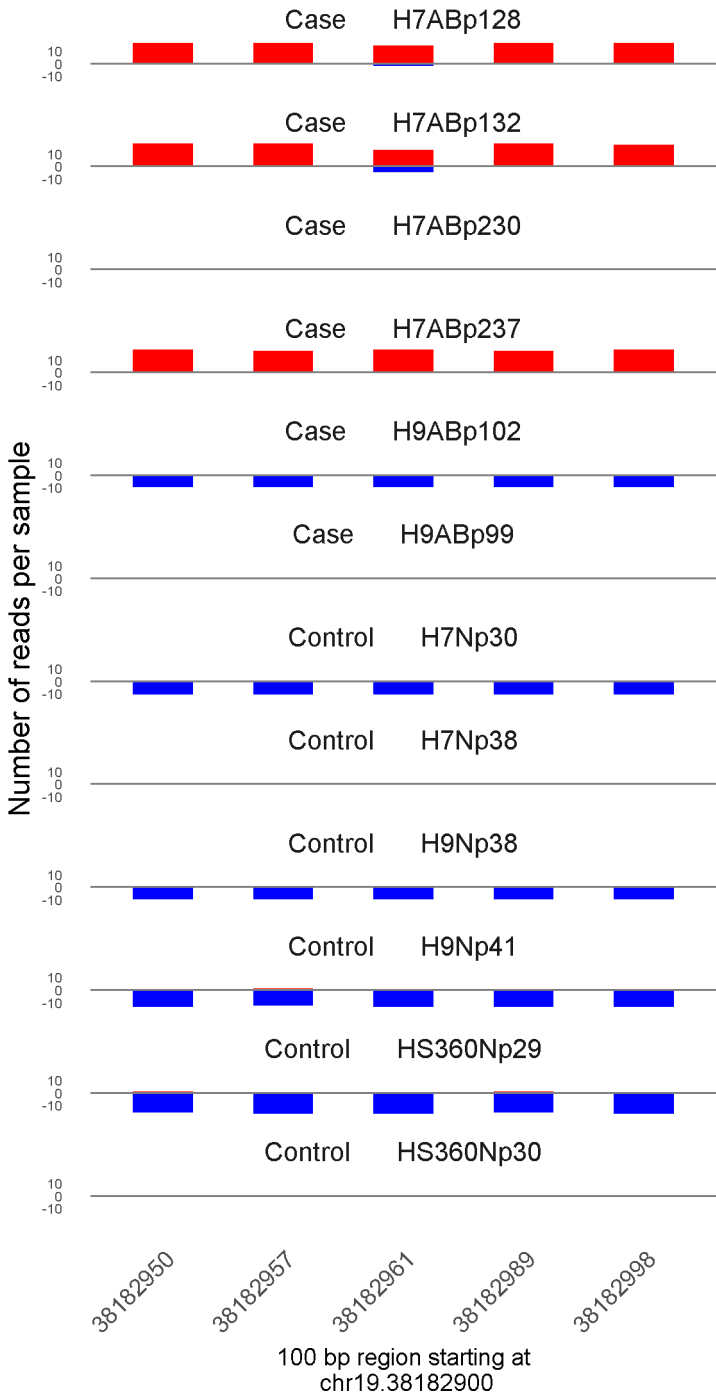 Case H7ABp128
10
0
-10
Case H7ABp132
10
0
-10
Case H7ABp230
10
0
-10
Case H7ABp237
10
0
-10
Case H9ABp102
10
0
-10
Case H9ABp99
10
0
-10
Control H7Np30
10
0
-10
Control H7Np38
10
0
-10
Control H9Np38
10
0
-10
Control H9Np41
10
0
-10
Control HS360Np29
10
0
-10
Control HS360Np30
10
0
-10
Number of reads per sample
38182950 38182957 38182961 38182989 38182998
100 bp region starting at
chr19.38182900